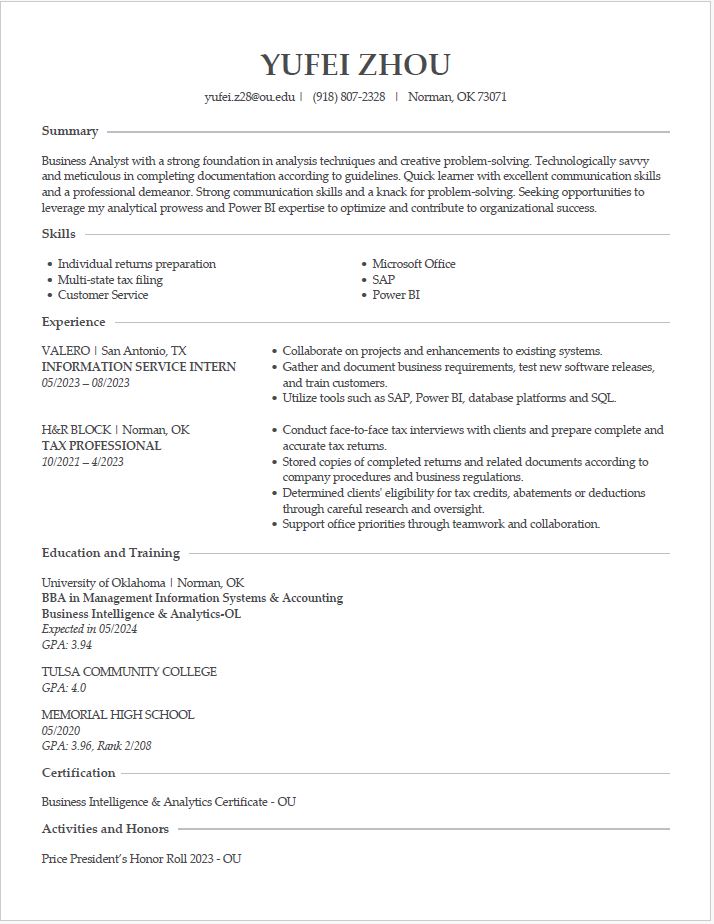 YUFEI ZHOU
yufei.z28@ou.edu | (918) 807-2328 | Norman, OK 73071
Summary
Business Analyst with a strong foundation in analysis techniques and creative problem-solving. Technologically savvy
and meticulous in completing documentation according to guidelines. Quick learner with excellent communication skills
and a professional demeanor. Strong communication skills and a knack for problem-solving. Seeking opportunities to
leverage my analytical prowess and Power BI expertise to optimize and contribute to organizational success.
Skills
• Individual returns preparation
• Multi-state tax filing
• Customer Service
• Microsoft Office
• SAP
• Power BI
Experience
VALERO | San Antonio, TX
INFORMATION SERVICE INTERN
05/2023 – 08/2023
• Collaborate on projects and enhancements to existing systems.
• Gather and document business requirements, test new software releases,
and train customers.
• Utilize tools such as SAP, Power BI, database platforms and SQL.
H&R BLOCK | Norman, OK
TAX PROFESSIONAL
10/2021 – 4/2023
• Conduct face-to-face tax interviews with clients and prepare complete and
accurate tax returns.
• Stored copies of completed returns and related documents according to
company procedures and business regulations.
• Determined clients' eligibility for tax credits, abatements or deductions
through careful research and oversight.
• Support office priorities through teamwork and collaboration.
Education and Training
University of Oklahoma | Norman, OK
BBA in Management Information Systems & Accounting
Business Intelligence & Analytics-OL
Expected in 05/2024
GPA: 3.94
TULSA COMMUNITY COLLEGE
GPA: 4.0
MEMORIAL HIGH SCHOOL
05/2020
GPA: 3.96, Rank 2/208
Certification
Business Intelligence & Analytics Certificate - OU
Activities and Honors
Price President’s Honor Roll 2023 - OU